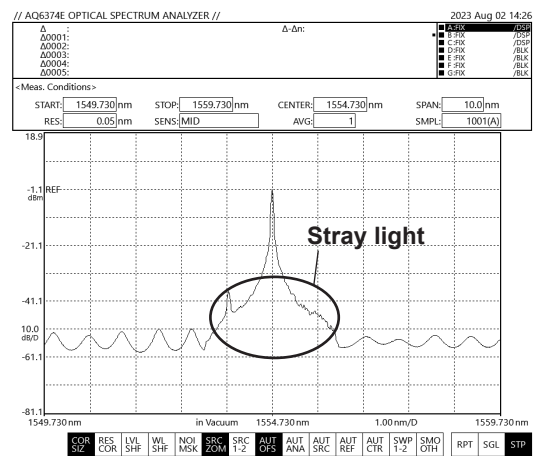 // AQ6374E OPTICAL SPECTRUM ANALYZER // 2023 Aug 02 14:26
Δ :
Δ0001:
Δ0002:
Δ0003:
Δ0004:
Δ0005:
Δ-Δn:
A:FIX /DSP
B:FIX /DSP
C:FIX /DSP
D:FIX /BLK
E:FIX /BLK
F:FIX /BLK
G:FIX /BLK
<Meas. Conditions>
START: 1549.730 nm STOP: 1559.730 nm CENTER: 1554.730 nm SPAN: 10.0 nm
RES: 0.05 nm SENS: MID AVG: 1 SMPL: 1001(A)
18.9
-1.1 REF
dBm
Stray light
-21.1
-41.1
10.0
dB/D
-61.1
-81.1
1549.730 nm in Vacuum 1554.730 nm 1.00 nm/D 1559.730 nm
COR SIZ RES COR LVL SHF WL SHF NOI MSK SRC ZOM SRC 1-2 AUT OFS AUT ANA AUT SRC AUT REF AUT CTR SWP 1-2 SMO OTH RPT SGL STP